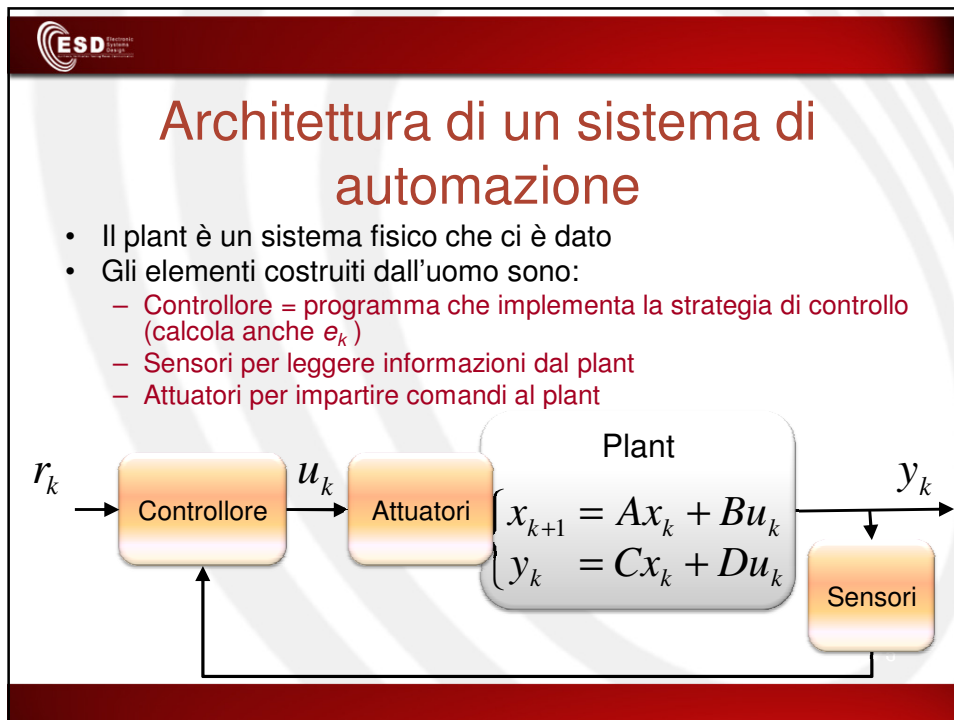 ESD Electronic Systems Design
Architettura di un sistema di
automazione
• Il plant è un sistema fisico che ci è dato
• Gli elementi costruiti dall'uomo sono:
– Controllore = programma che implementa la strategia di controllo
(calcola anche e_k )
– Sensori per leggere informazioni dal plant
– Attuatori per impartire comandi al plant
Plant
r_k
u_k
y_k
Controllore
Attuatori
x_{k+1} = Ax_k + Bu_k
y_k = Cx_k + Du_k
Sensori